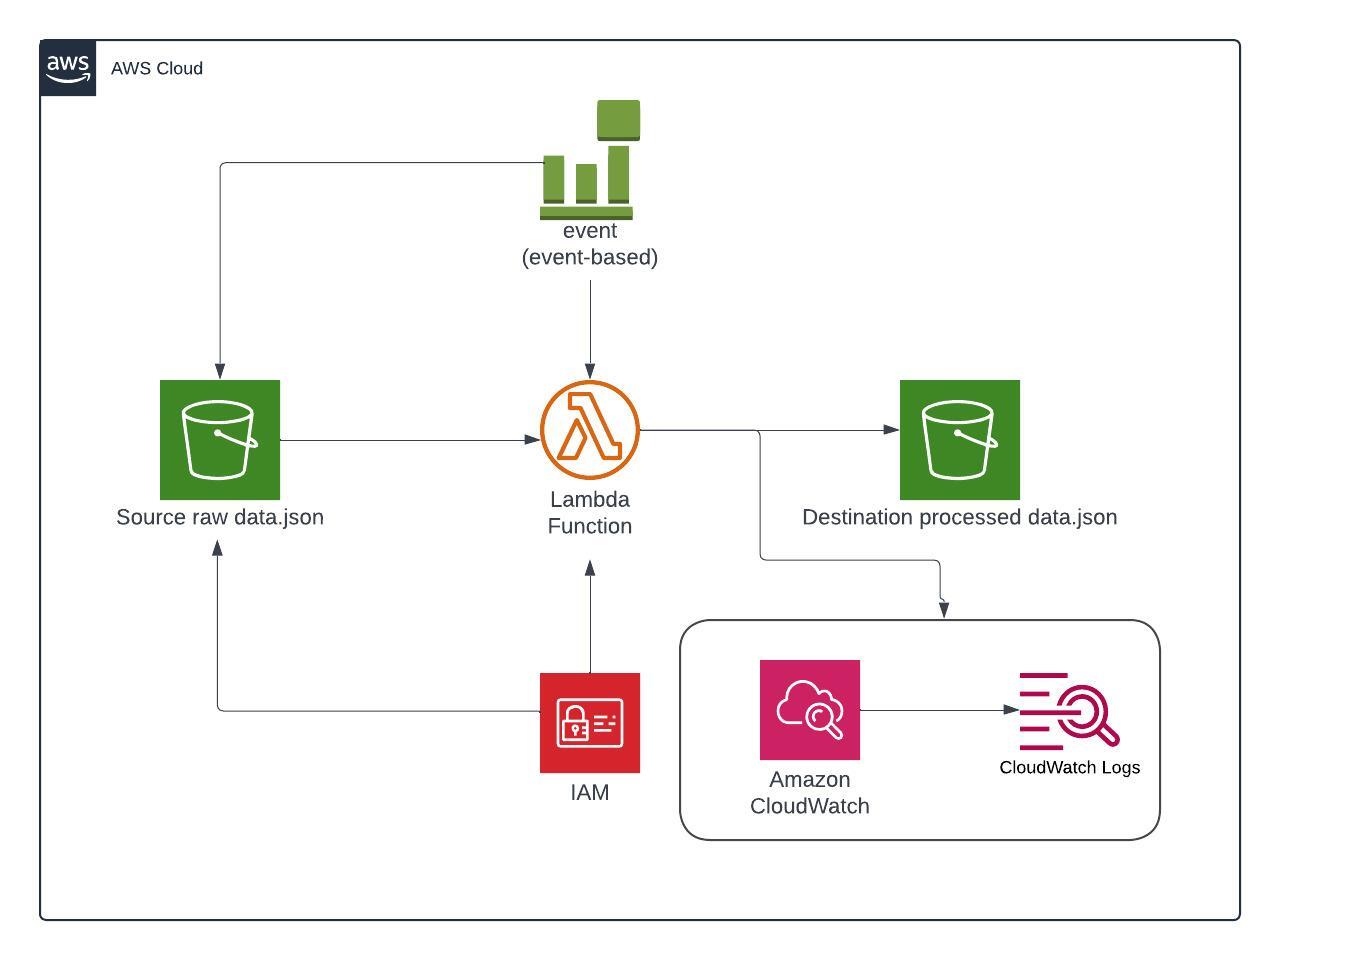 aws
AWS Cloud
event
(event-based)
Source raw data.json
Lambda
Function
Destination processed data.json
IAM
Amazon
CloudWatch
CloudWatch Logs